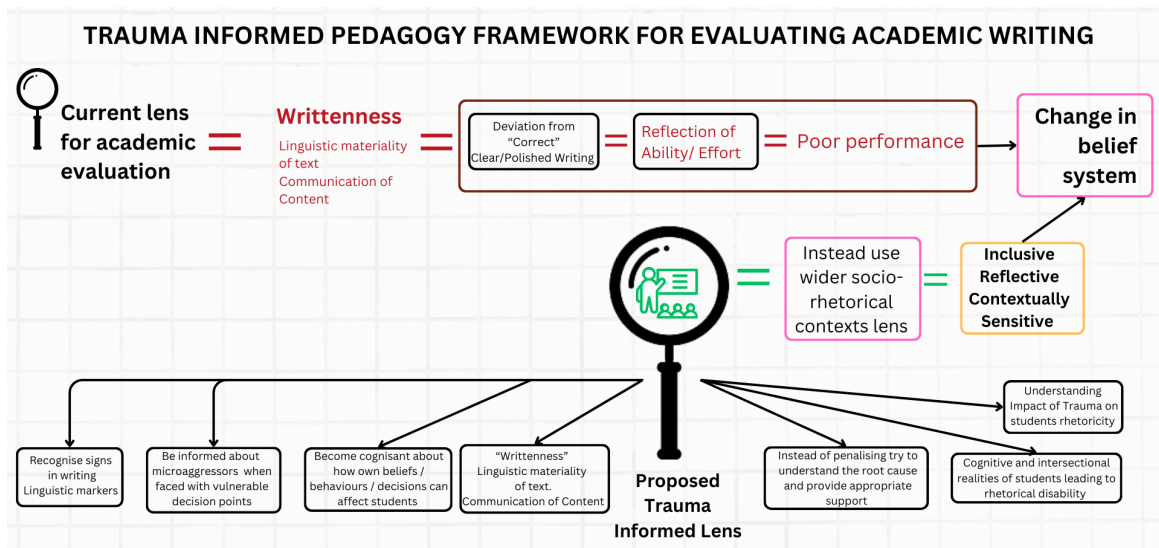 TRAUMA INFORMED PEDAGOGY FRAMEWORK FOR EVALUATING ACADEMIC WRITING
Current lens
for academic
evaluation
=
Writtenness
Linguistic materiality
of text
Communication of
Content
=
Deviation from
“Correct”
Clear/Polished Writing
=
Reflection of
Ability/ Effort
=
Poor performance
Change in
belief
system
=
Instead use
wider socio-
rhetorical
contexts lens
=
Inclusive
Reflective
Contextually
Sensitive
Recognise signs
in writing
Linguistic markers
Be informed about
microaggressors when
faced with vulnerable
decision points
Become cognisant about
how own beliefs /
behaviours / decisions can
affect students
“Writtenness”
Linguistic materiality
of text.
Communication of Content
Proposed
Trauma
Informed Lens
Instead of penalising try to
understand the root cause
and provide appropriate
support
Understanding
Impact of Trauma on
students rhetoricity
Cognitive and intersectional
realities of students leading to
rhetorical disability